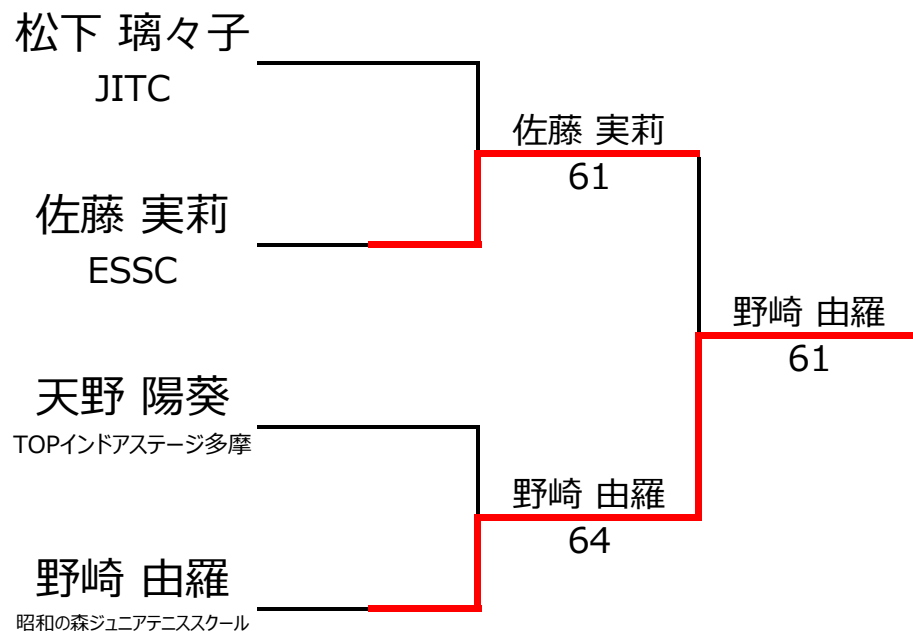 松下 璃々子
JITC
佐藤 実莉
61
佐藤 実莉
ESSC
野崎 由羅
61
天野 陽葵
TOPインドアステージ多摩
野崎 由羅
64
野崎 由羅
昭和の森ジュニアテニススクール